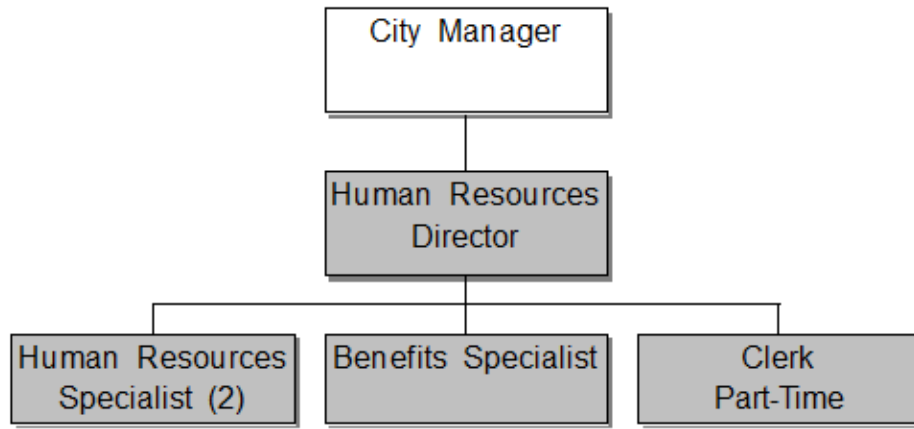 City Manager
Human Resources
Director
Human Resources
Specialist (2)
Benefits Specialist
Clerk
Part-Time